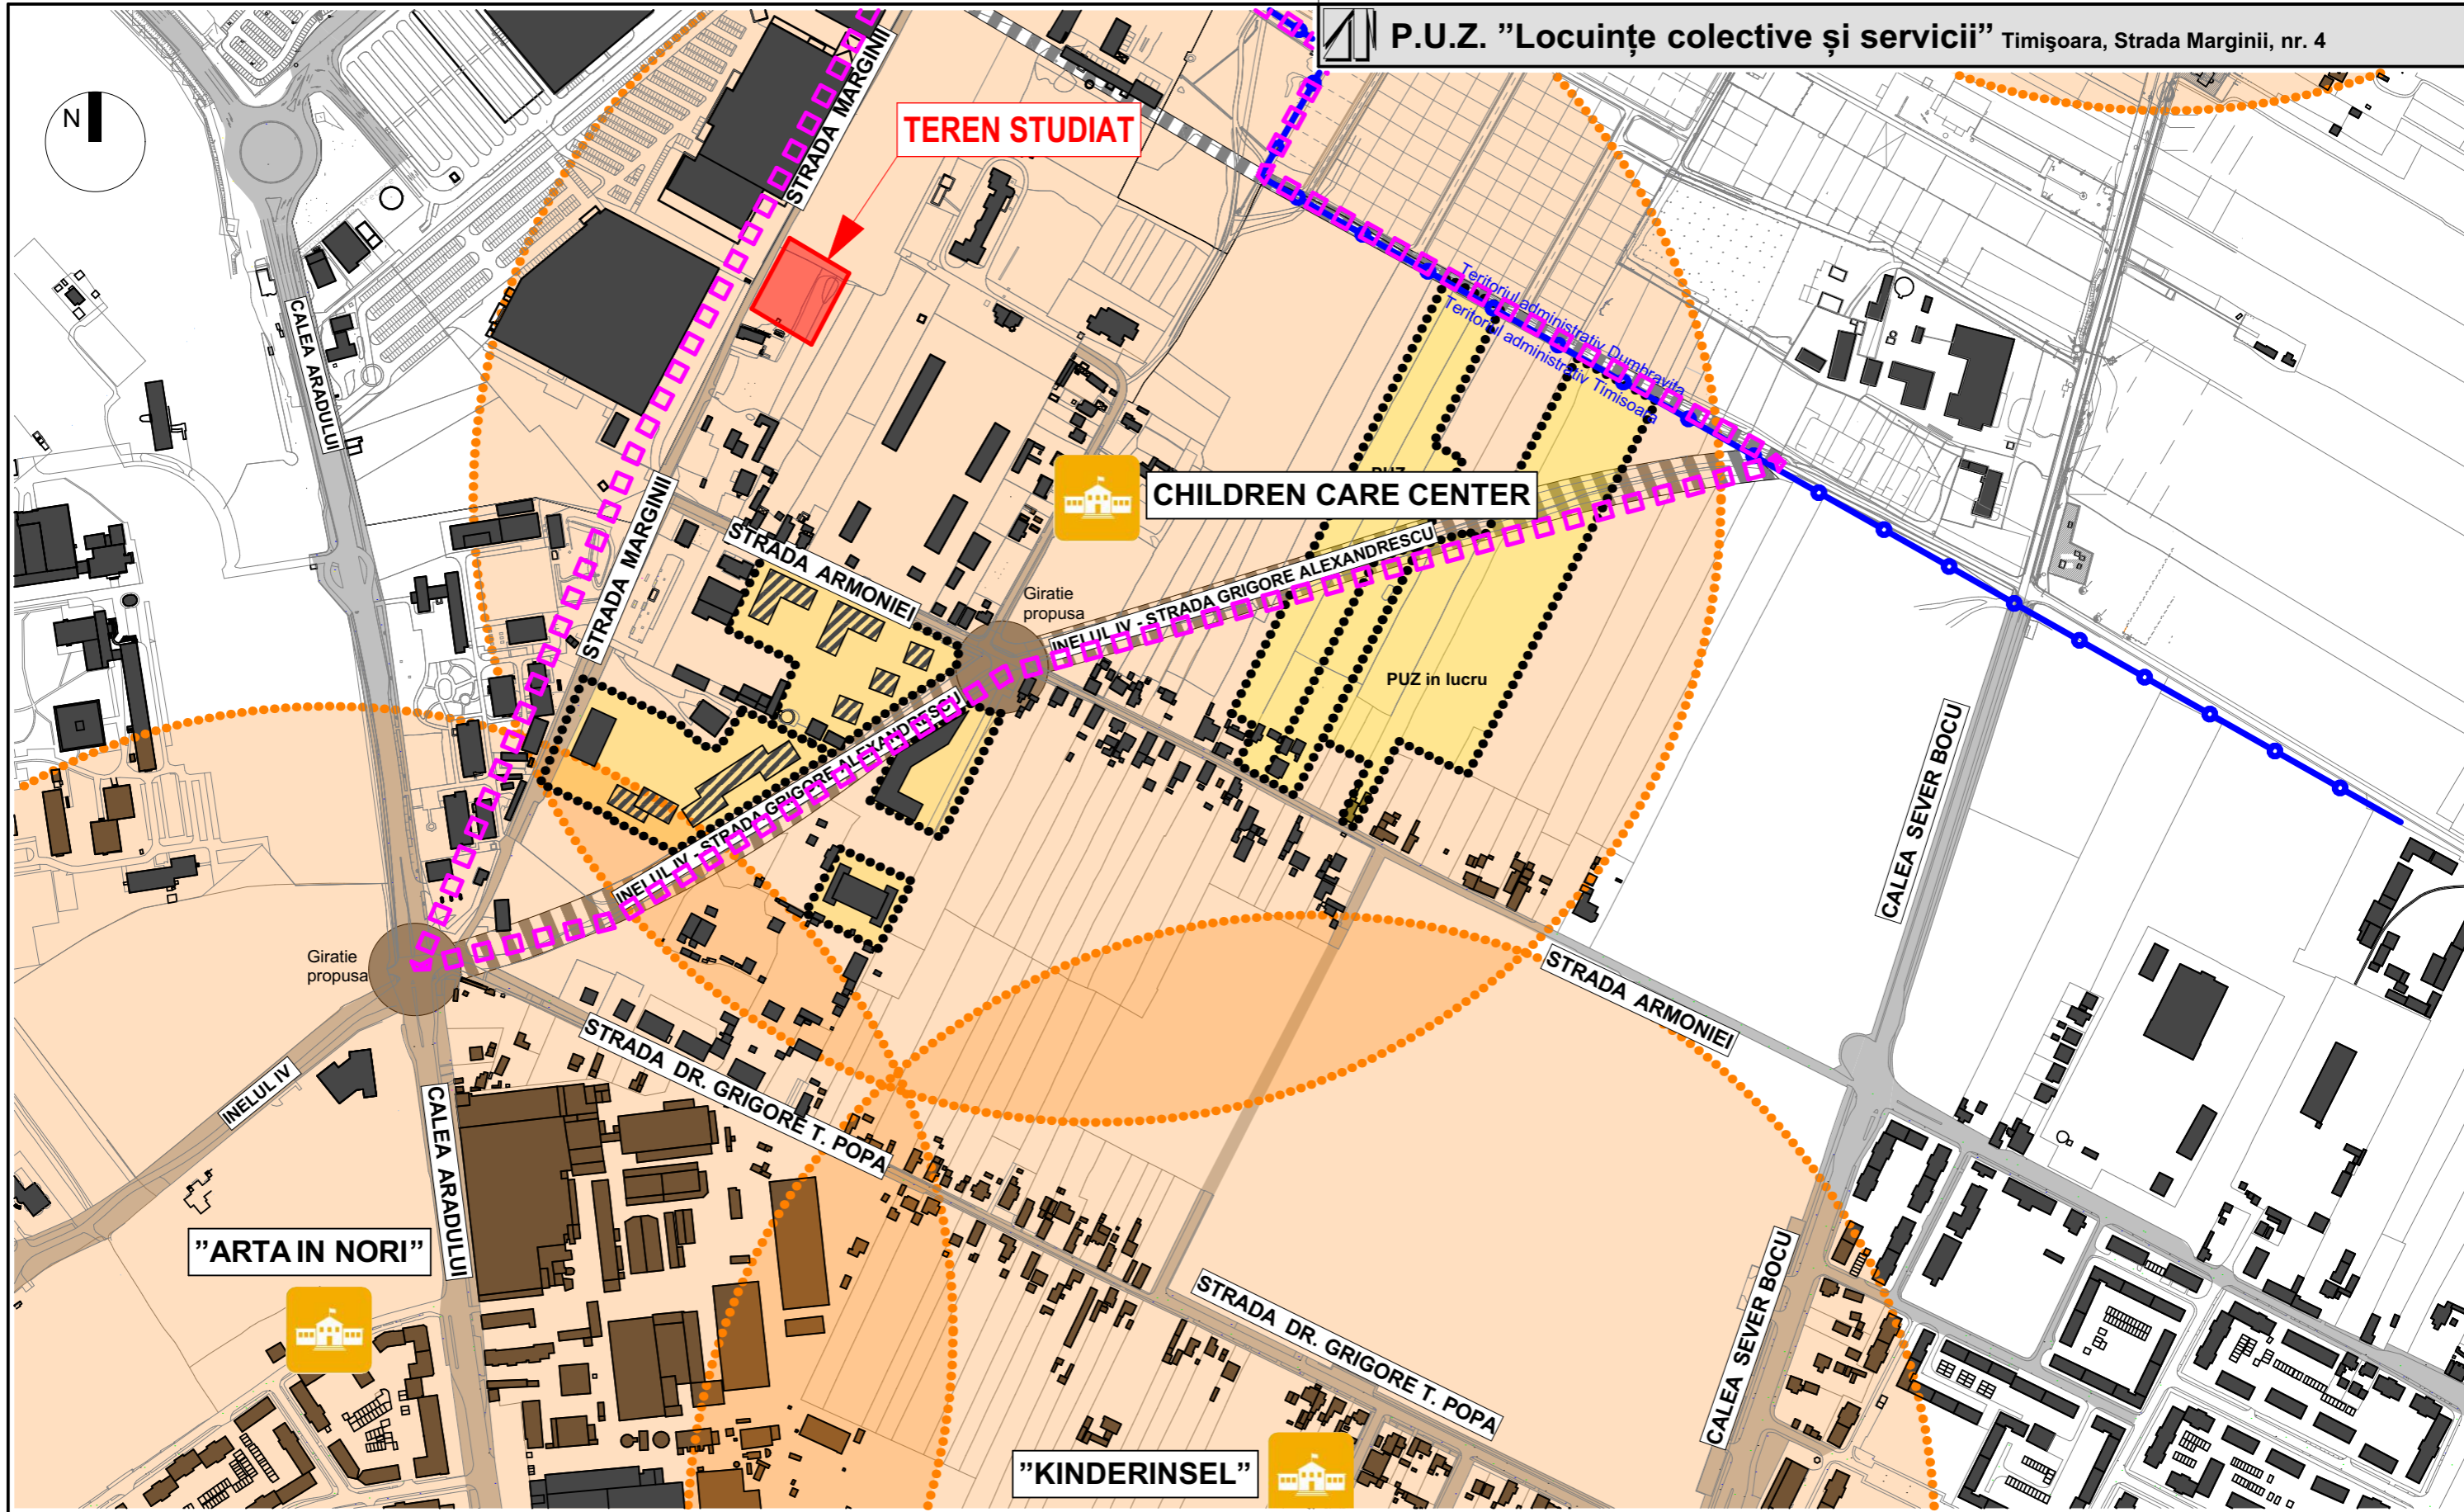 P.U.Z. ”Locuințe colective și servicii” Timişoara, Strada Marginii, nr. 4
N
TEREN STUDIAT
STRADA MARGINII
CALEA ARADULUI
Teritoriul administrativ Dumbravita
Teritoriul administrativ Timisoara
PUZ
CHILDREN CARE CENTER
STRADA MARGINII
STRADA ARMONIEI
Giratie
propusa
INELUL IV - STRADA GRIGORE ALEXANDRESCU
PUZ in lucru
CALEA SEVER BOCU
INELUL IV - STRADA GRIGORE ALEXANDRESCU
Giratie
propusa
STRADA ARMONIEI
STRADA DR. GRIGORE T. POPA
INELUL IV
CALEA ARADULUI
”ARTA IN NORI”
STRADA DR. GRIGORE T. POPA
CALEA SEVER BOCU
”KINDERINSEL”